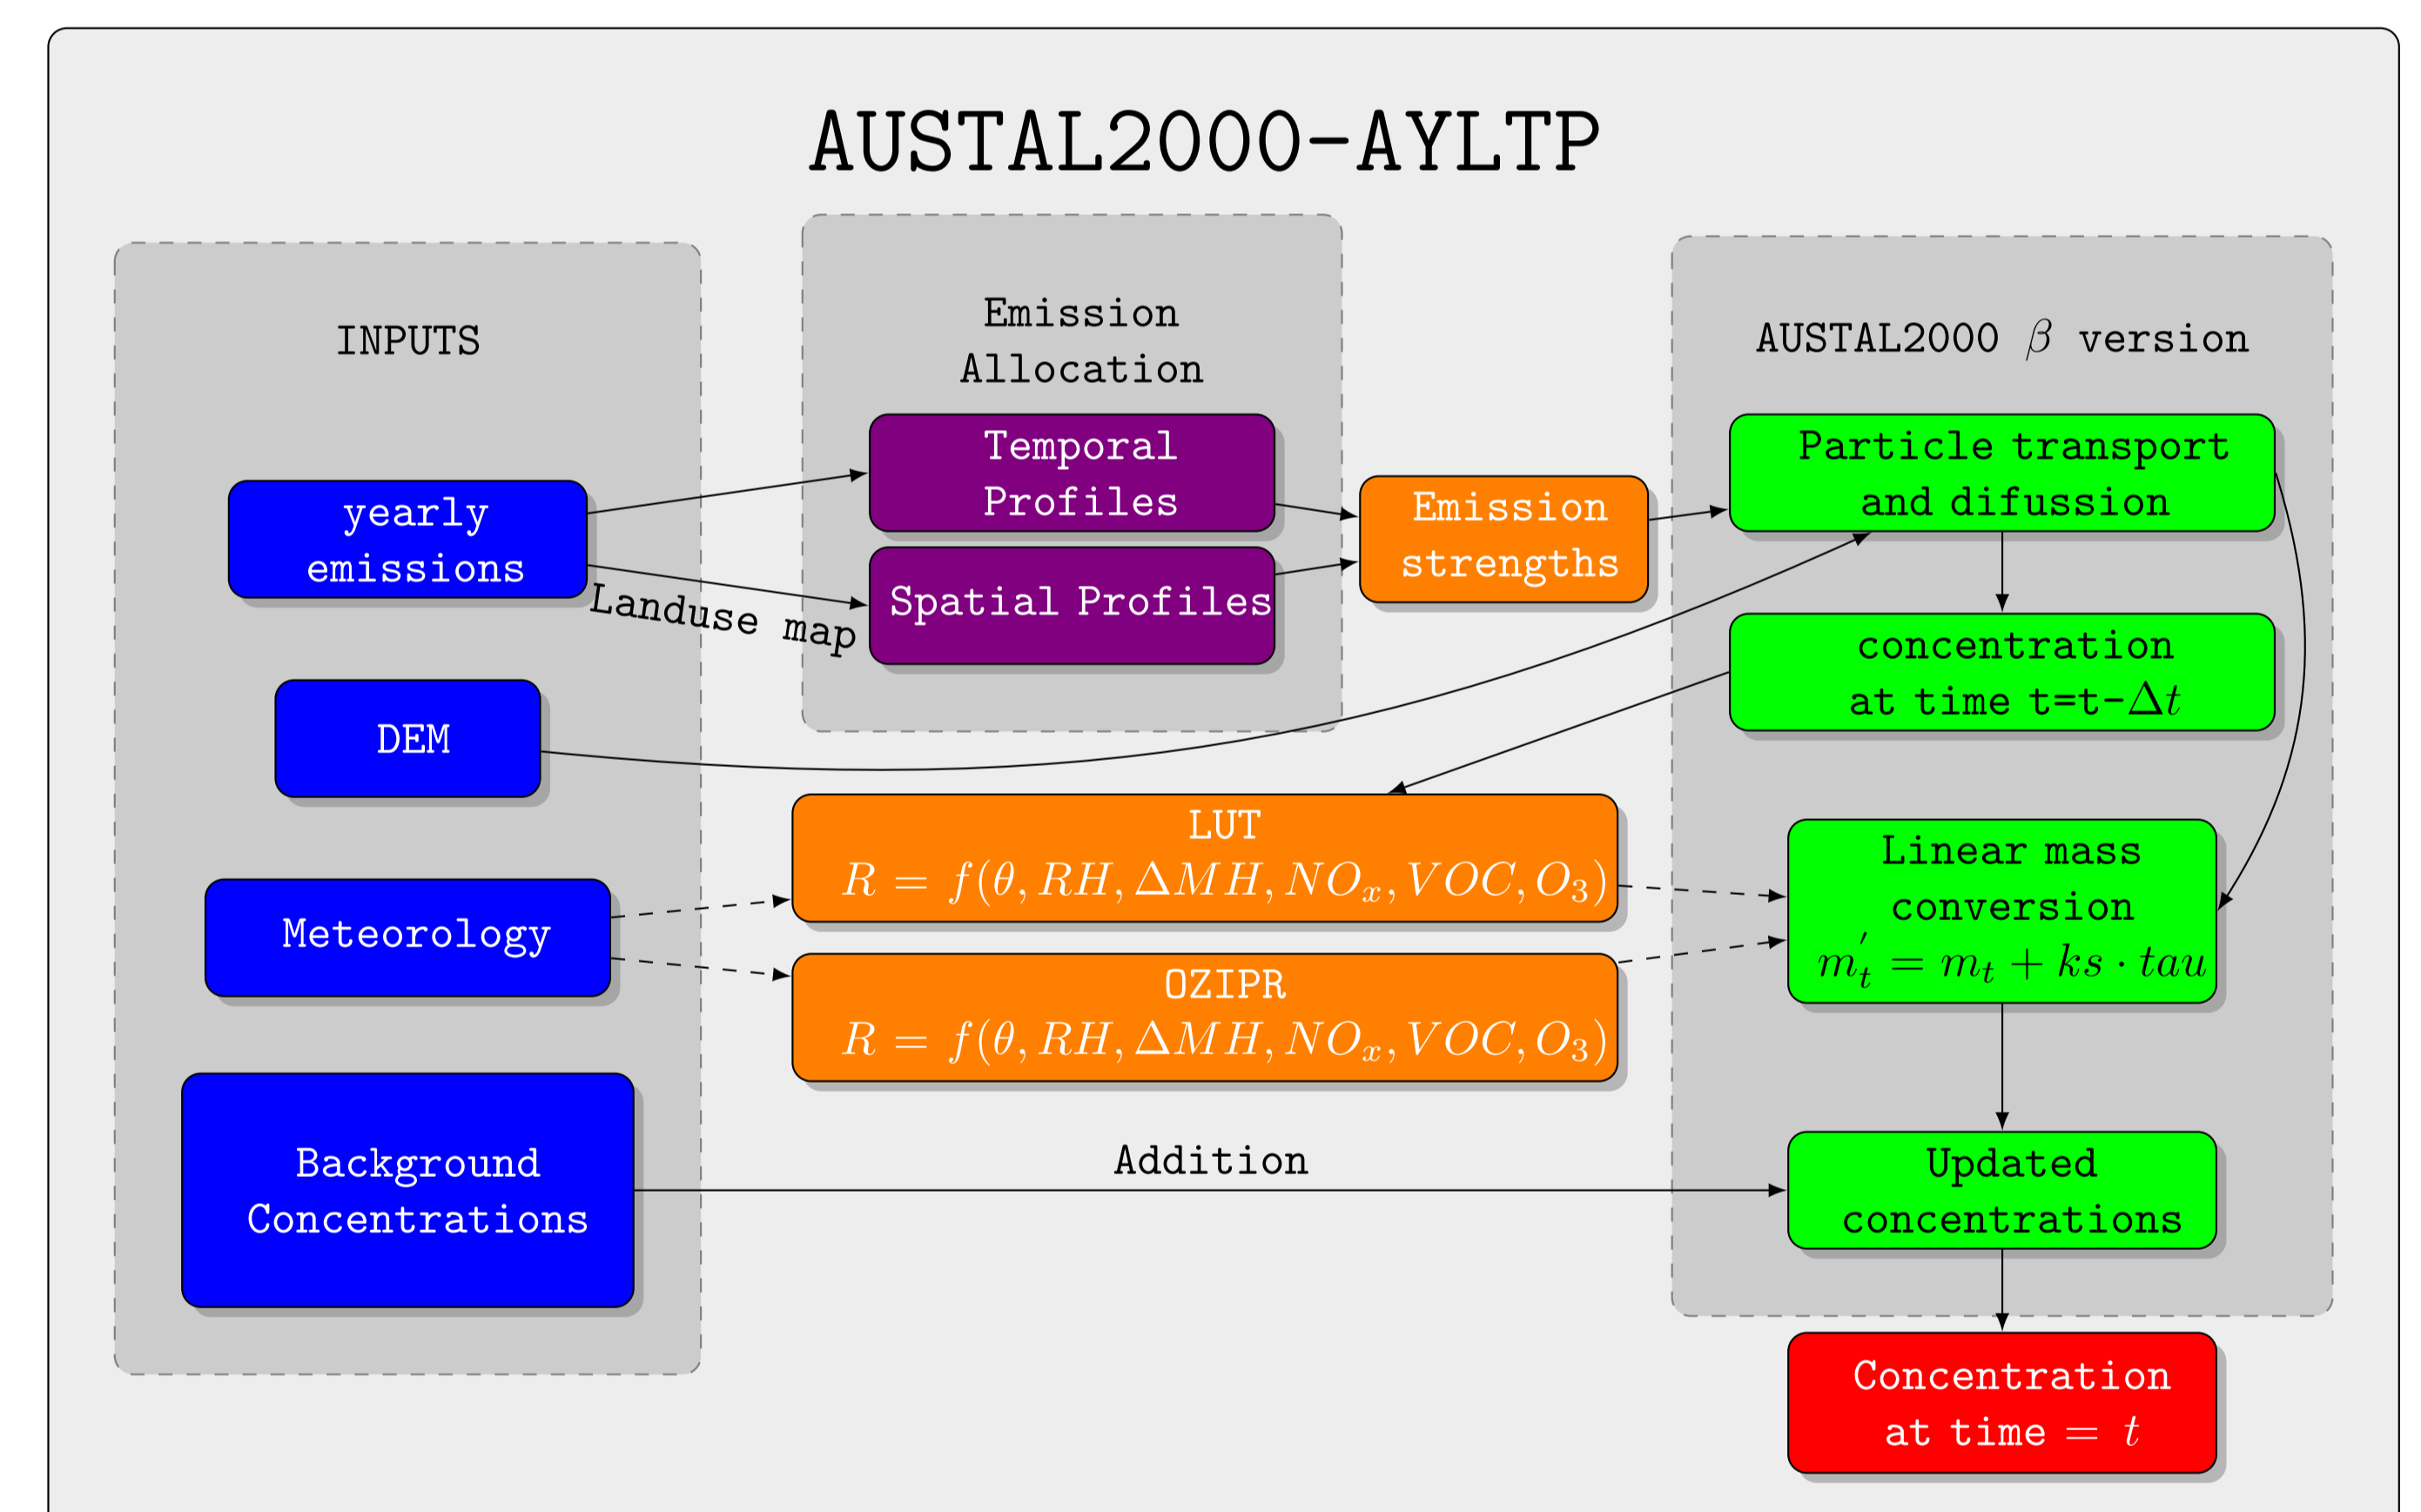 AUSTAL2000-AYLTP
INPUTS
yearly
emissions
Landuse map
DEM
Meteorology
Background
Concentrations
Emission
Allocation
Temporal
Profiles
Spatial Profiles
Emission
strengths
LUT
R = f(θ, RH, ΔMH, NOₓ, VOC, O₃)
OZIPR
R = f(θ, RH, ΔMH, NOₓ, VOC, O₃)
Addition
AUSTAL2000 β version
Particle transport
and difussion
concentration
at time t=t-Δt
Linear mass
conversion
m′ₜ = mₜ + ks · tau
Updated
concentrations
Concentration
at time = t